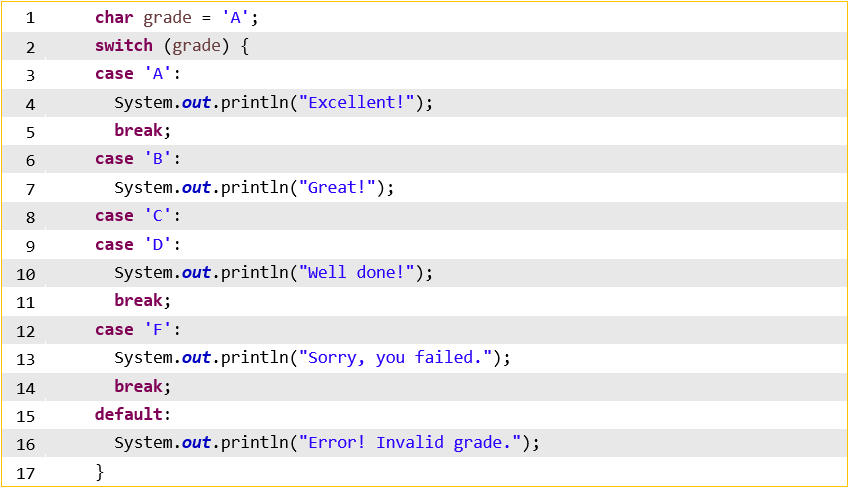 1 char grade = 'A';
2 switch (grade) {
3 case 'A':
4 System.out.println("Excellent!");
5 break;
6 case 'B':
7 System.out.println("Great!");
8 case 'C':
9 case 'D':
10 System.out.println("Well done!");
11 break;
12 case 'F':
13 System.out.println("Sorry, you failed.");
14 break;
15 default:
16 System.out.println("Error! Invalid grade.");
17 }